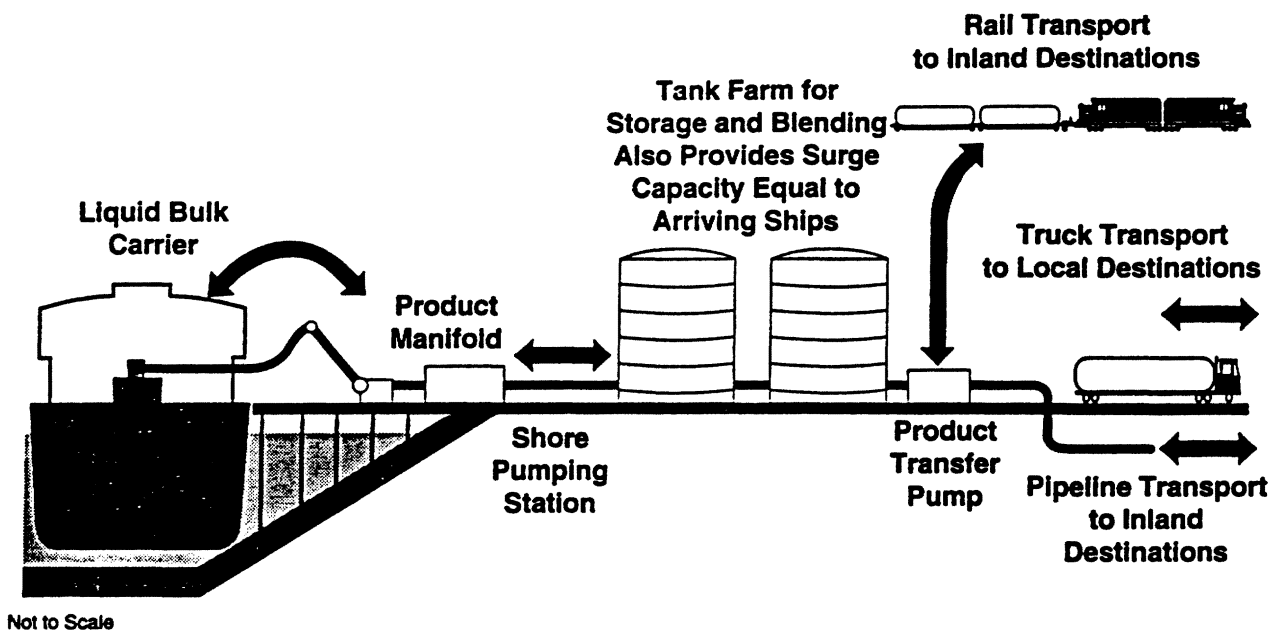 Rail Transport
to Inland Destinations
Tank Farm for
Storage and Blending
Also Provides Surge
Capacity Equal to
Arriving Ships
Liquid Bulk
Carrier
Truck Transport
to Local Destinations
Product
Manifold
Shore
Pumping
Station
Product
Transfer
Pump
Pipeline Transport
to Inland
Destinations
Not to Scale